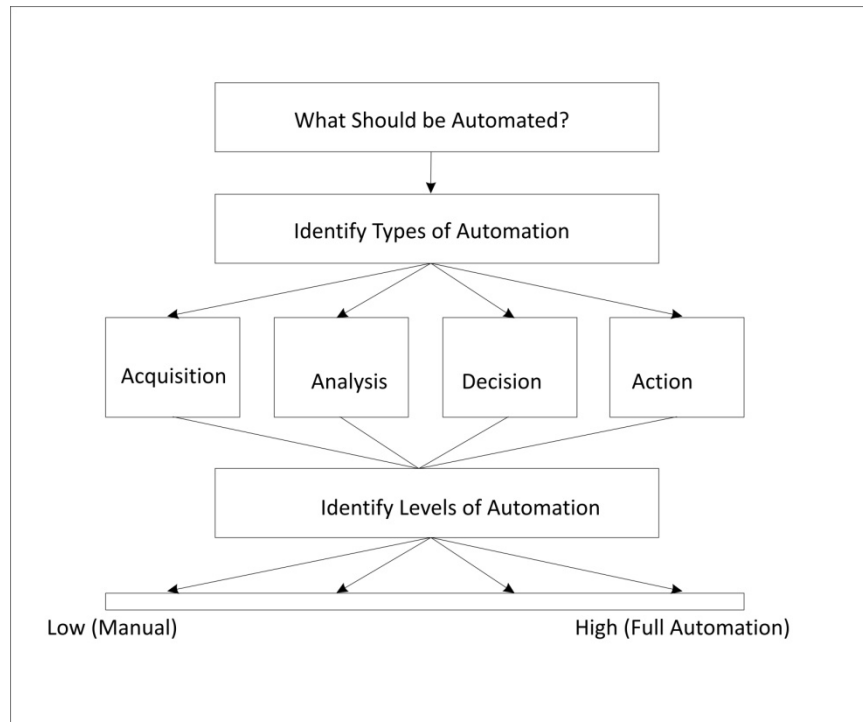 What Should be Automated?
Identify Types of Automation
Acquisition
Analysis
Decision
Action
Identify Levels of Automation
Low (Manual)
High (Full Automation)